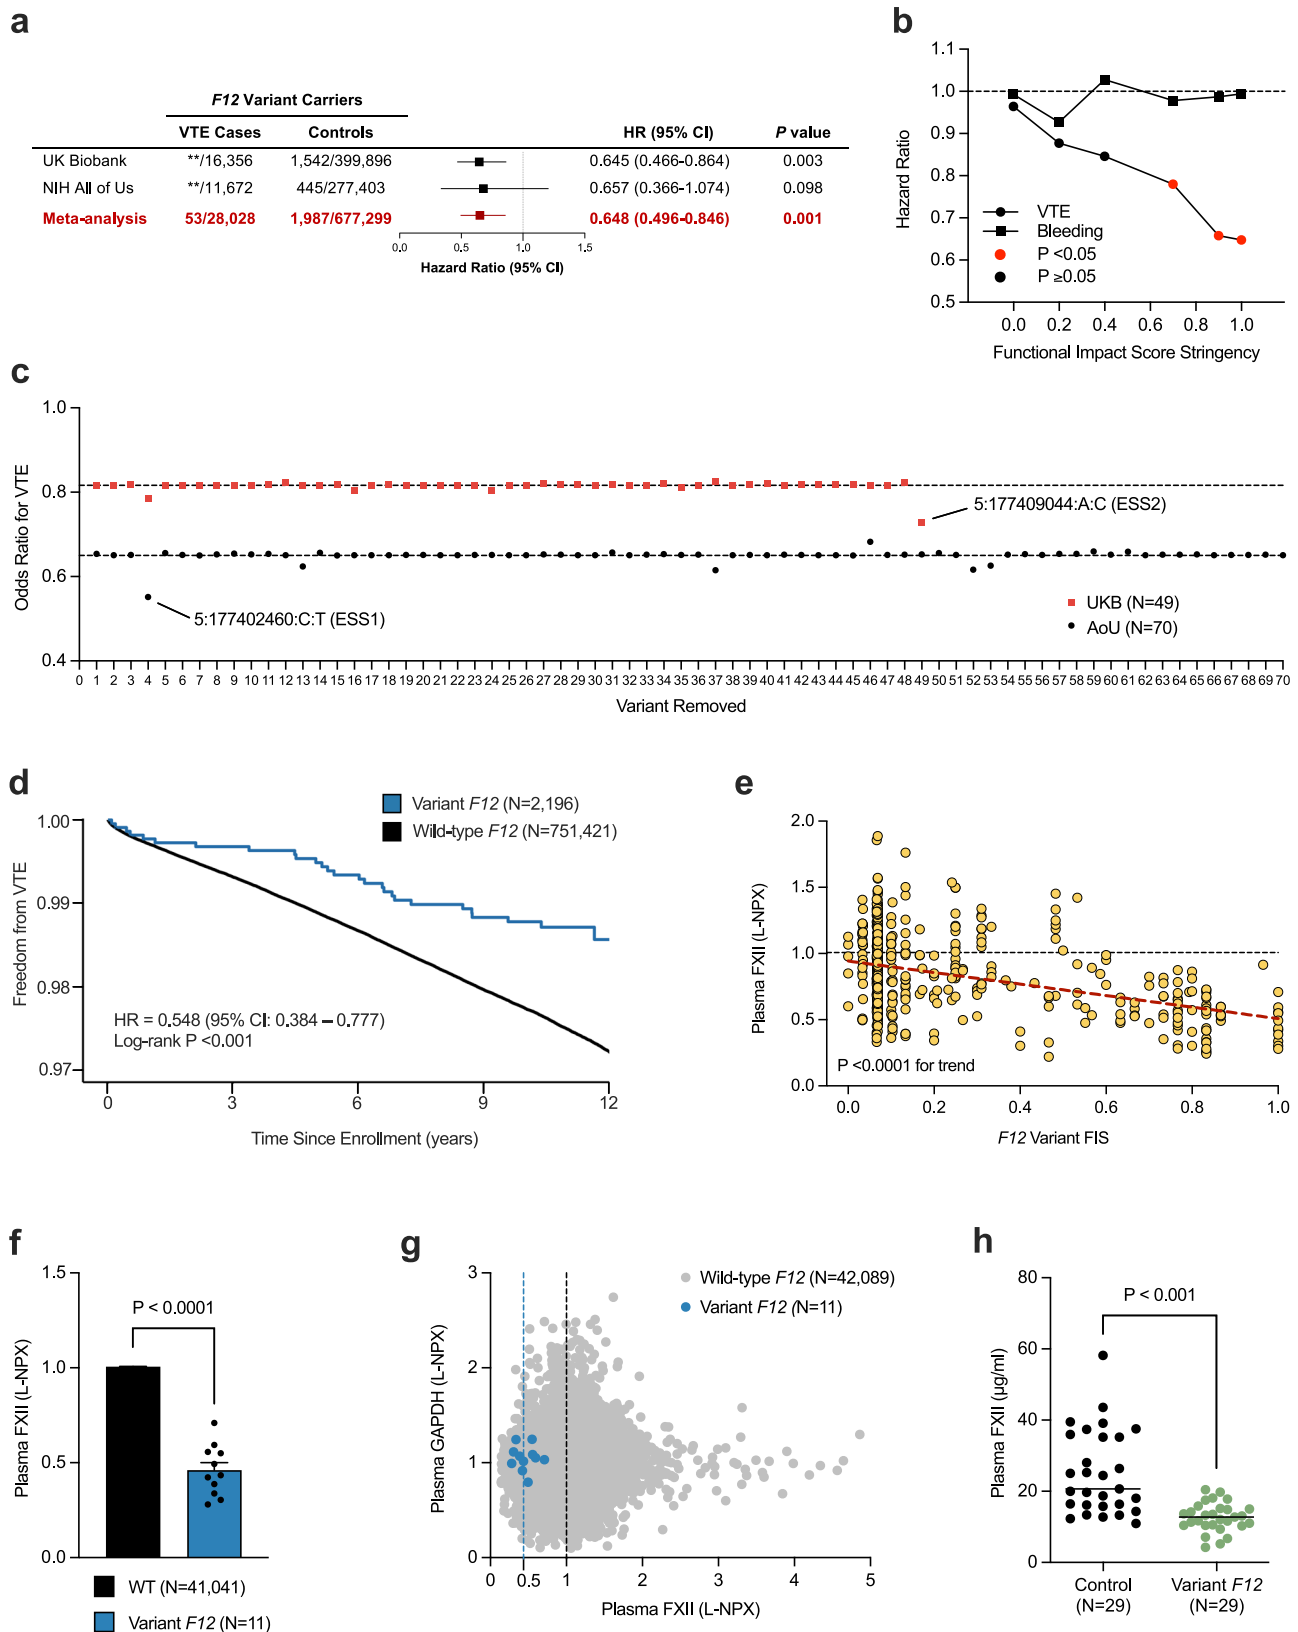 a
F12 Variant Carriers
VTE Cases Controls HR (95% CI) P value
UK Biobank **/16,356 1,542/399,896 0.645 (0.466-0.864) 0.003
NIH All of Us **/11,672 445/277,403 0.657 (0.366-1.074) 0.098
Meta-analysis 53/28,028 1,987/677,299 0.648 (0.496-0.846) 0.001
0.0 0.5 1.0 1.5
Hazard Ratio (95% CI)
b
1.1
1.0
0.9
0.8
0.7
0.6
0.5
Hazard Ratio
VTE
Bleeding
P <0.05
P ≥0.05
0.0 0.2 0.4 0.6 0.8 1.0
Functional Impact Score Stringency
c
1.0
0.8
0.6
0.4
Odds Ratio for VTE
5:177409044:A:C (ESS2)
5:177402460:C:T (ESS1)
UKB (N=49)
AoU (N=70)
0 1 2 3 4 5 6 7 8 9 10 11 12 13 14 15 16 17 18 19 20 21 22 23 24 25 26 27 28 29 30 31 32 33 34 35 36 37 38 39 40 41 42 43 44 45 46 47 48 49 50 51 52 53 54 55 56 57 58 59 60 61 62 63 64 65 66 67 68 69 70
Variant Removed
d
Variant F12 (N=2,196)
Wild-type F12 (N=751,421)
1.00
0.99
0.98
0.97
Freedom from VTE
HR = 0.548 (95% CI: 0.384 – 0.777)
Log-rank P <0.001
0 3 6 9 12
Time Since Enrollment (years)
e
2.0
1.5
1.0
0.5
0.0
Plasma FXII (L-NPX)
P <0.0001 for trend
0.0 0.2 0.4 0.6 0.8 1.0
F12 Variant FIS
f
1.5
1.0
0.5
0.0
Plasma FXII (L-NPX)
P < 0.0001
WT (N=41,041)
Variant F12 (N=11)
g
3
2
1
0
Plasma GAPDH (L-NPX)
Wild-type F12 (N=42,089)
Variant F12 (N=11)
0 0.5 1 2 3 4 5
Plasma FXII (L-NPX)
h
80
60
40
20
0
Plasma FXII (μg/ml)
P < 0.001
Control Variant F12
(N=29) (N=29)